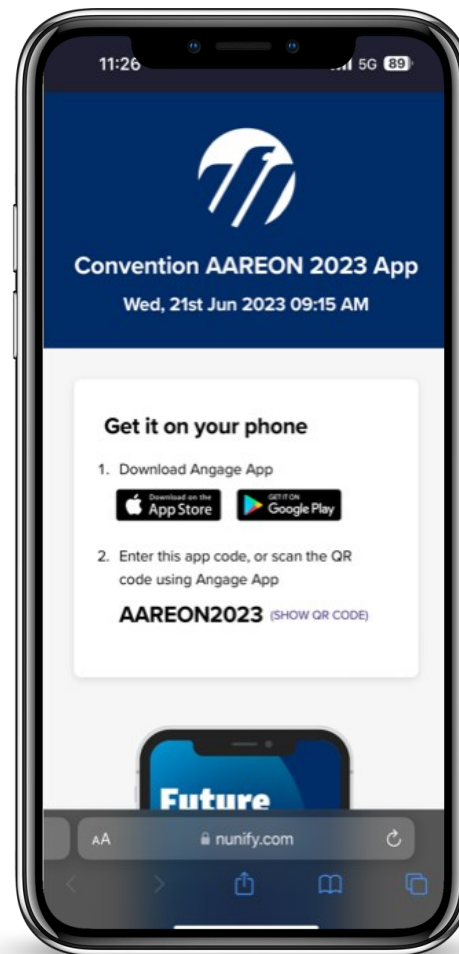 11:26 5G 89
Convention AAREON 2023 App
Wed, 21st Jun 2023 09:15 AM
Get it on your phone
1. Download Angage App
Download on the
App Store
GET IT ON
Google Play
2. Enter this app code, or scan the QR
code using Angage App
AAREON2023 (SHOW QR CODE)
Future
AA nunify.com